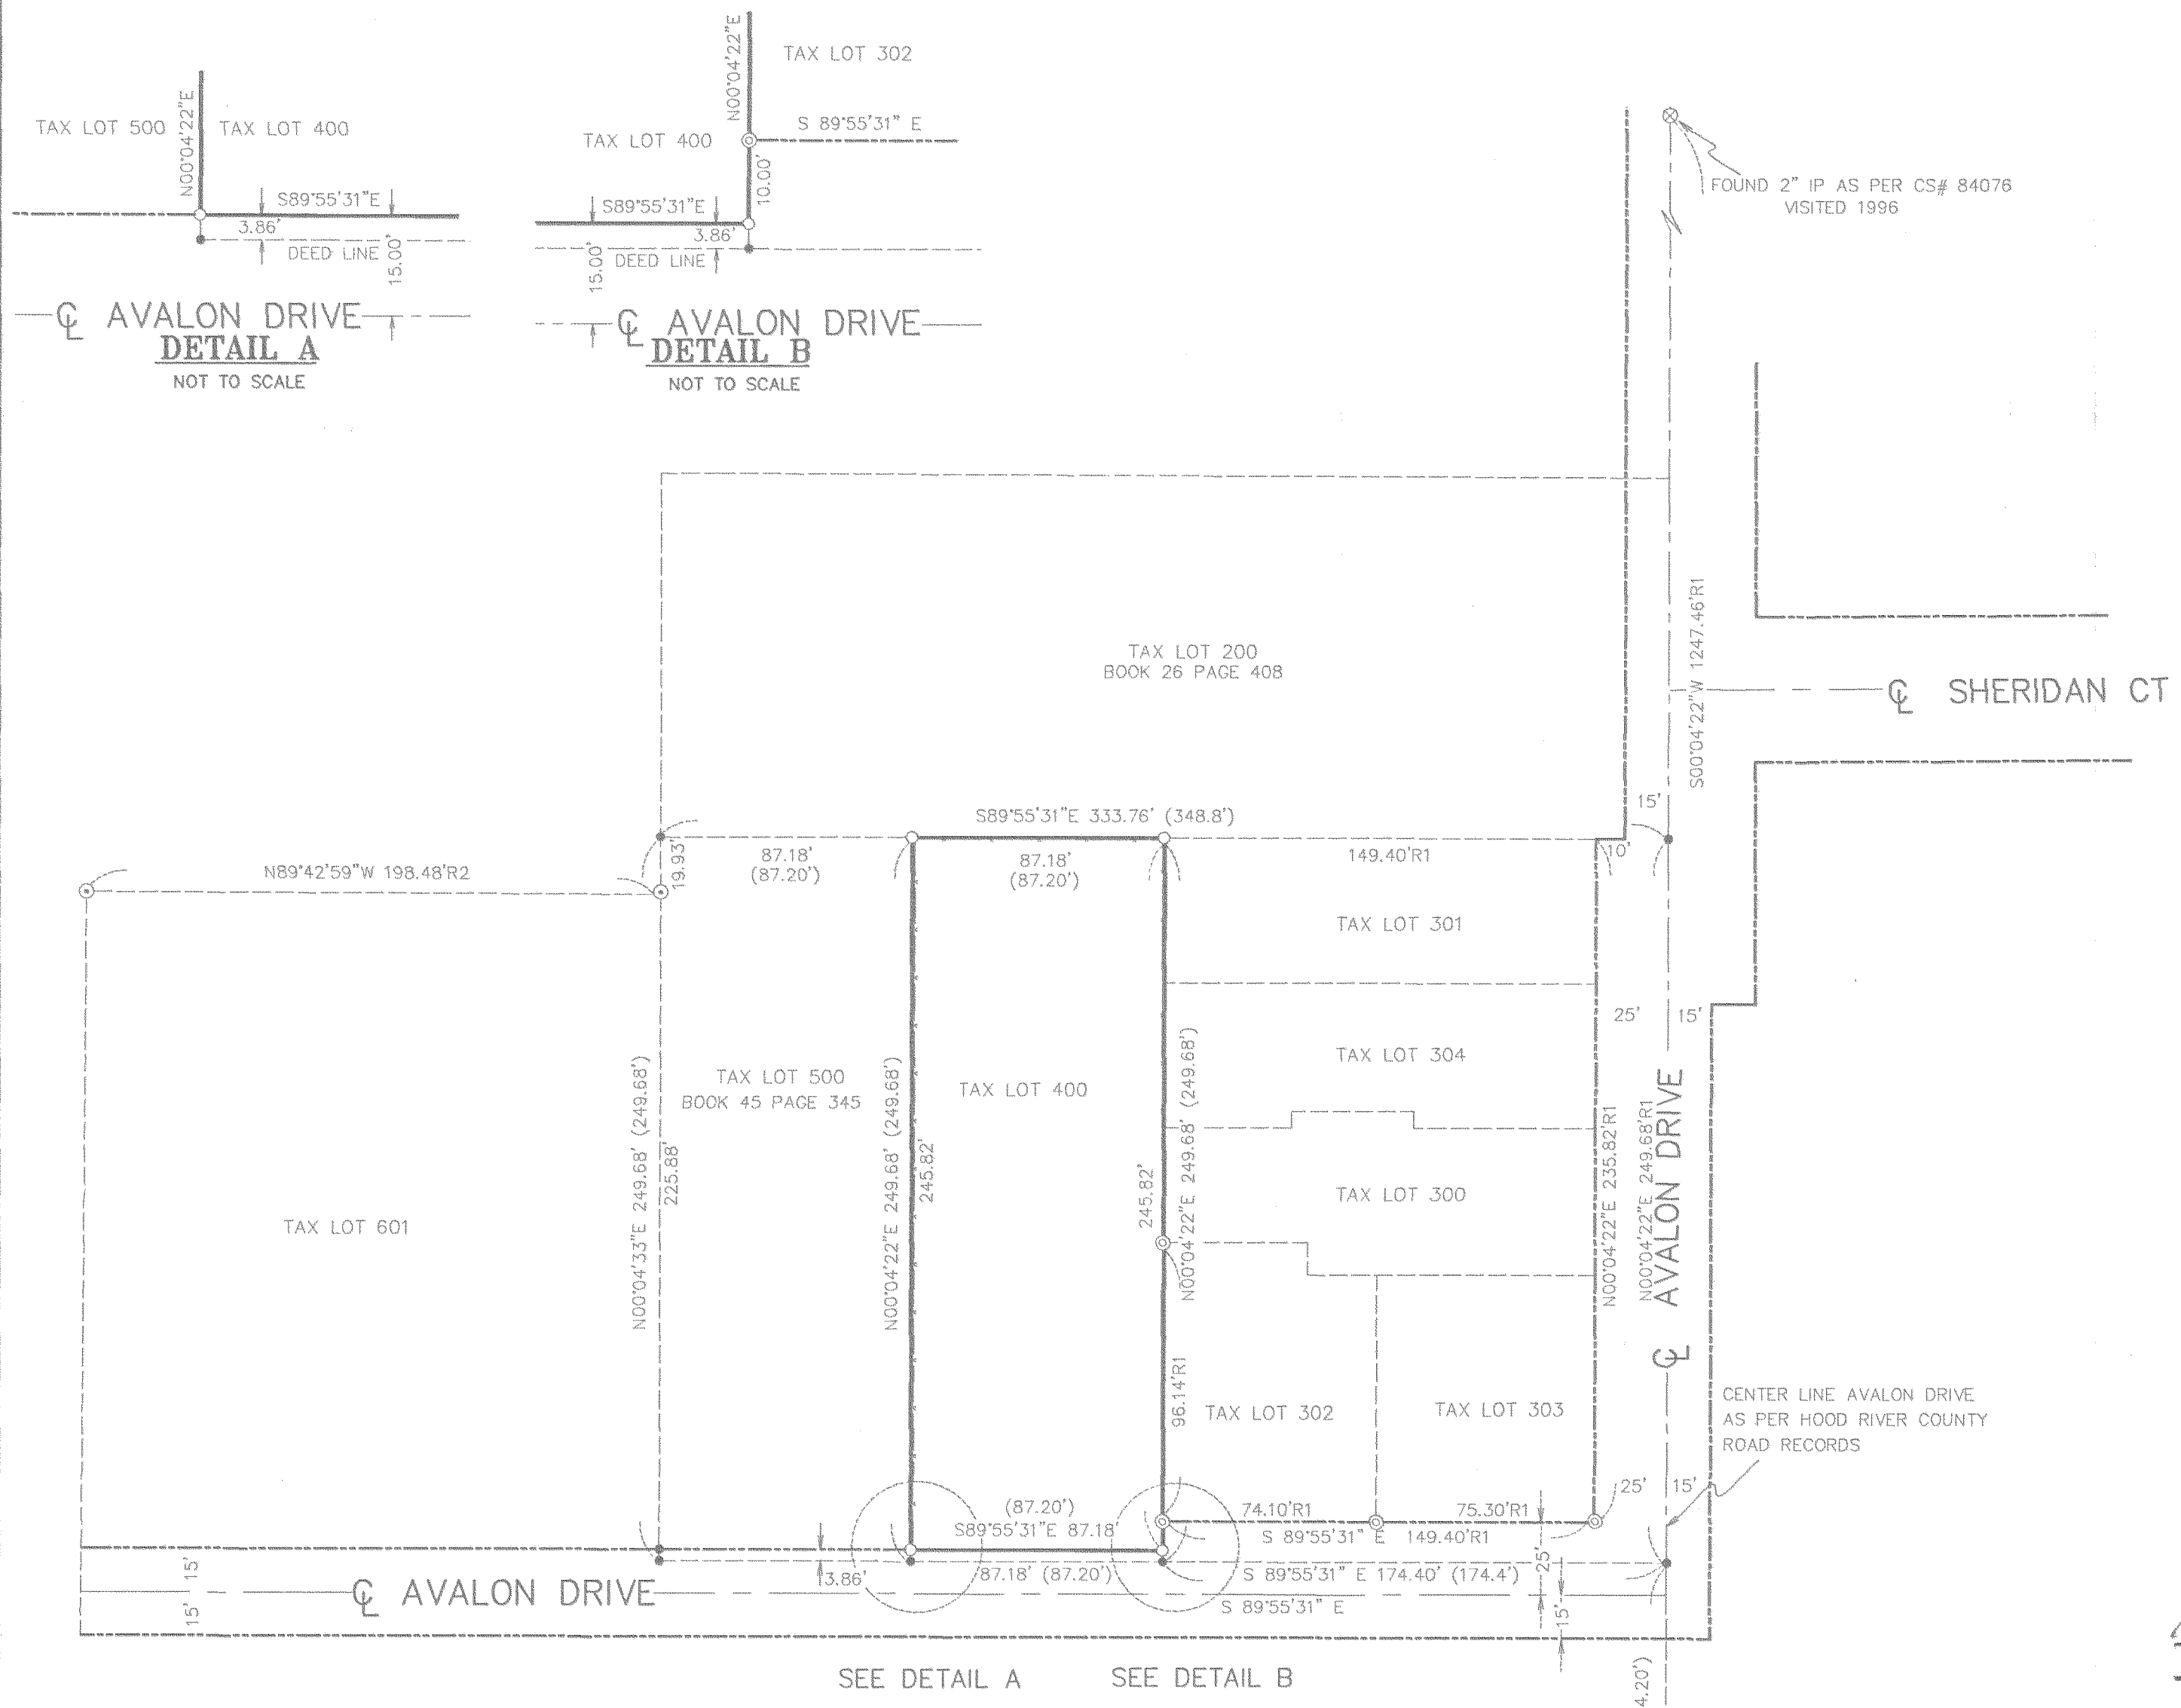 TAX LOT 500
N00°04'22"E
TAX LOT 400
S89°55'31"E
3.86'
DEED LINE
15.00'
℄ AVALON DRIVE
DETAIL A
NOT TO SCALE
N00°04'22"E
TAX LOT 302
TAX LOT 400
S 89°55'31" E
10.00'
S89°55'31"E
3.86'
15.00'
DEED LINE
℄ AVALON DRIVE
DETAIL B
NOT TO SCALE
FOUND 2" IP AS PER CS# 84076
VISITED 1996
S00°04'22"W 1247.46'R1
TAX LOT 200
BOOK 26 PAGE 408
℄ SHERIDAN CT
15'
S89°55'31"E 333.76' (348.8')
10'
87.18'
(87.20')
87.18'
(87.20')
149.40'R1
19.93'
N89°42'59"W 198.48'R2
TAX LOT 301
25'
15'
TAX LOT 304
TAX LOT 500
BOOK 45 PAGE 345
TAX LOT 400
N00°04'33"E 249.68' (249.68')
225.88'
N00°04'22"E 249.68' (249.68')
245.82'
245.82'
N00°04'22"E 249.68' (249.68')
N00°04'22"E 235.82'R1
N00°04'22"E 249.68'R1
℄ AVALON DRIVE
TAX LOT 300
TAX LOT 601
96.14'R1
TAX LOT 302
TAX LOT 303
CENTER LINE AVALON DRIVE
AS PER HOOD RIVER COUNTY
ROAD RECORDS
25'
15'
(87.20')
S89°55'31"E 87.18'
74.10'R1
75.30'R1
S 89°55'31" E 149.40'R1
25'
15'
15'
3.86'
87.18' (87.20')
S 89°55'31" E 174.40' (174.4')
℄ AVALON DRIVE
S 89°55'31" E
15'
SEE DETAIL A
SEE DETAIL B
4.20')